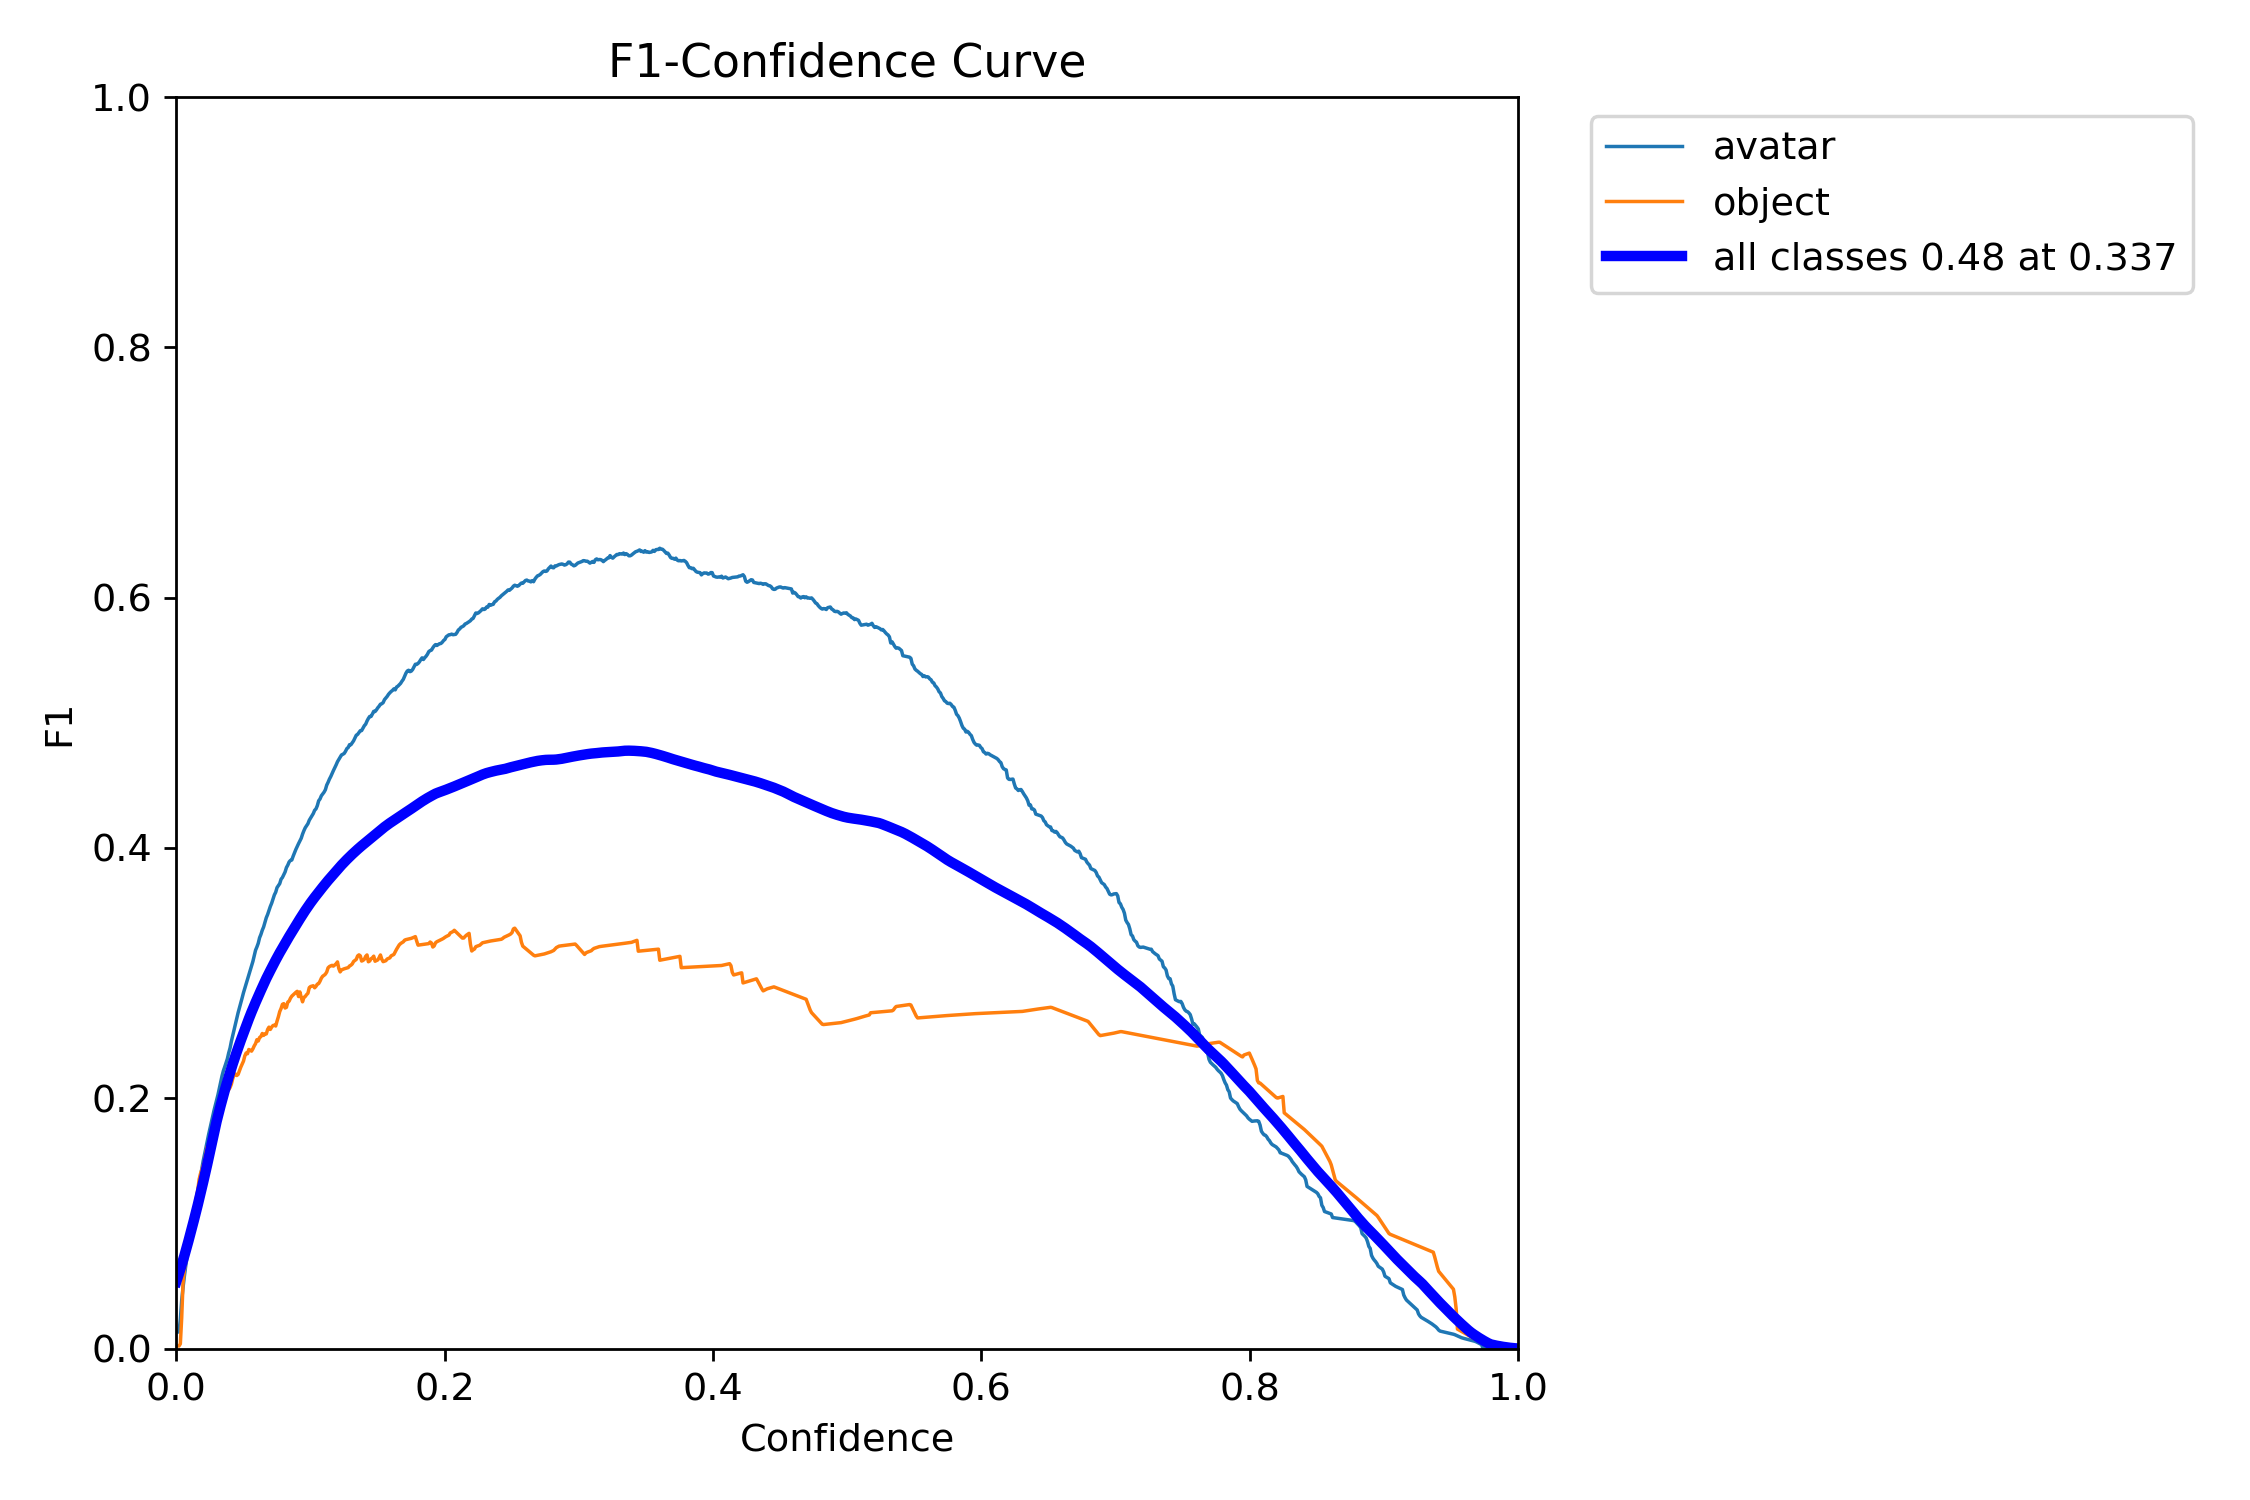 F1-Confidence Curve
1.0
0.8
0.6
0.4
0.2
0.0
F1
0.0 0.2 0.4 0.6 0.8 1.0
Confidence
avatar
object
all classes 0.48 at 0.337